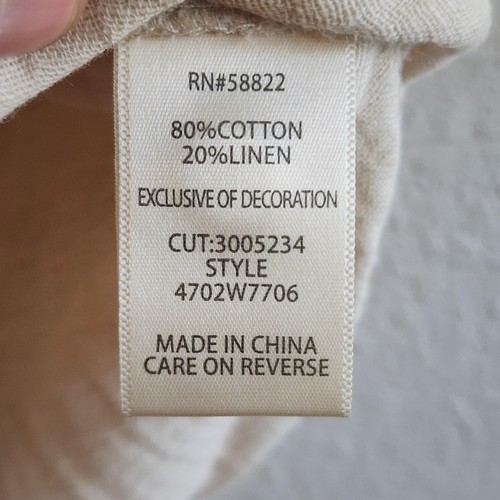 RN#58822
80%COTTON
20%LINEN
EXCLUSIVE OF DECORATION
CUT:3005234
STYLE
4702W7706
MADE IN CHINA
CARE ON REVERSE